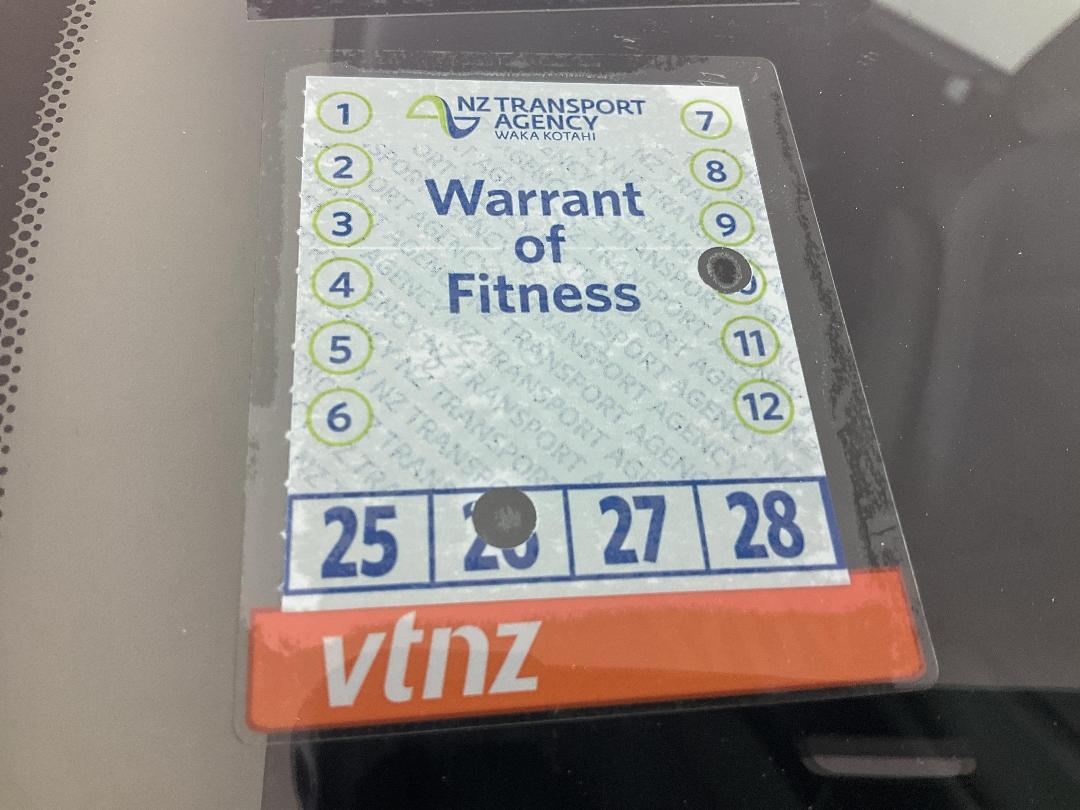 1
NZ TRANSPORT
AGENCY
WAKA KOTAHI
7
2
8
Warrant
of
Fitness
3
9
4
5
11
6
12
25 26 27 28
vtnz